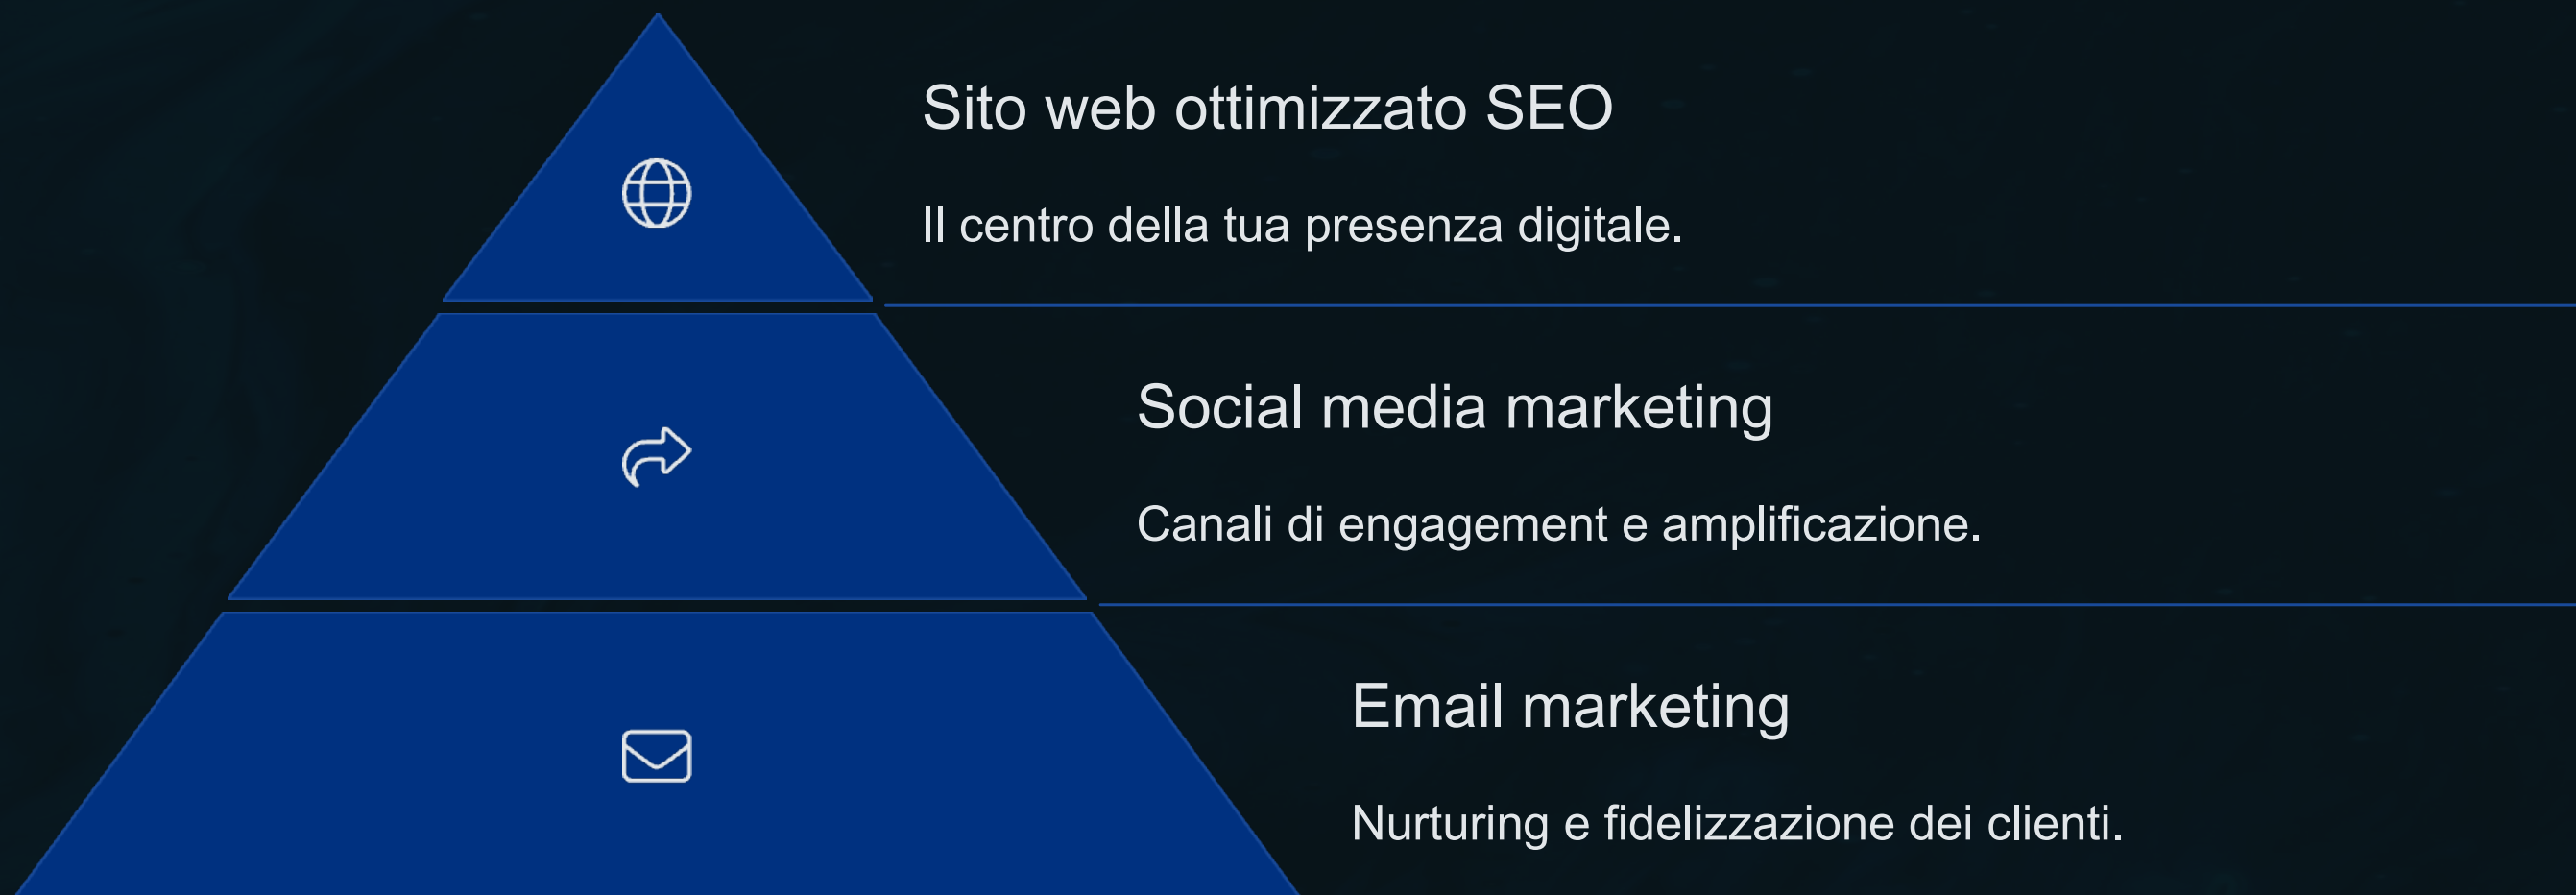 Sito web ottimizzato SEO
Il centro della tua presenza digitale.
Social media marketing
Canali di engagement e amplificazione.
Email marketing
Nurturing e fidelizzazione dei clienti.